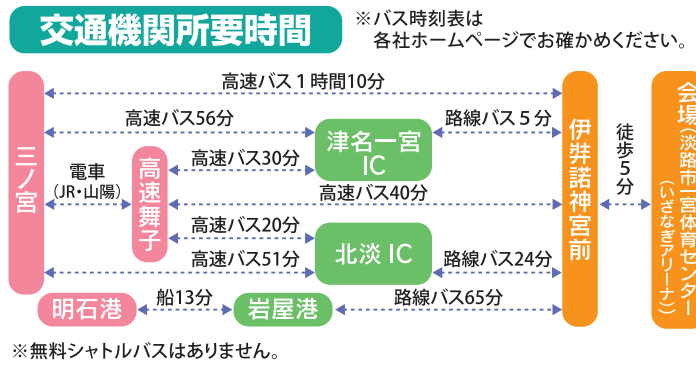 交通機関所要時間
※バス時刻表は
各社ホームページでお確かめください。
高速バス1時間10分
高速バス56分
路線バス5分
三ノ宮
電車
(JR・山陽)
高速舞子
高速バス30分
津名一宮
IC
高速バス40分
伊弉諾神宮前
徒歩5分
会場(淡路市一宮体育センター
(いざなぎアリーナ))
高速バス20分
北淡 IC
高速バス51分
路線バス24分
明石港
船13分
岩屋港
路線バス65分
※無料シャトルバスはありません。